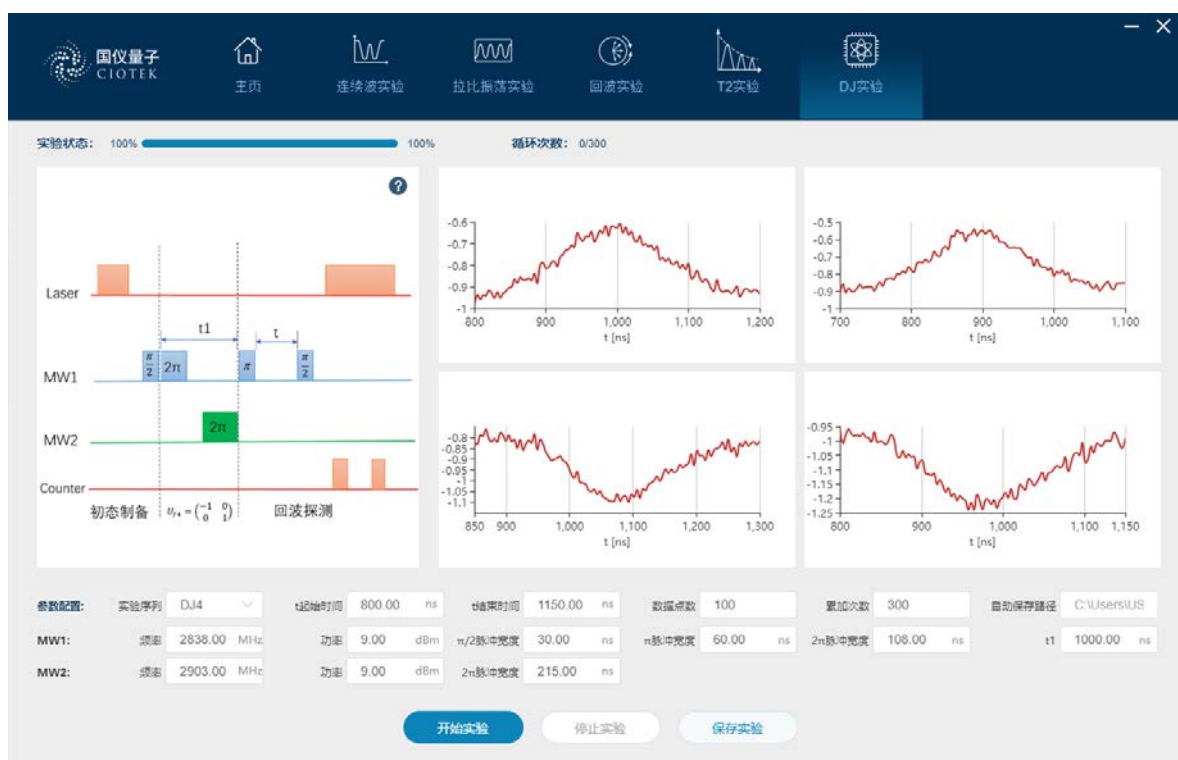 国仪量子
CIQTEK
主页
连续波实验
拉比振荡实验
回波实验
T2实验
DJ实验
实验状态: 100% 100% 循环次数: 0/300
?
Laser
t1
t
MW1
π/2
2π
π
π/2
MW2
2π
Counter
初态制备 U_{f4} = (-1 0
0 1) 回波探测
-0.6
-0.7
-0.8
-0.9
-1
800 900 1,000 1,100 1,200
t [ns]
-0.5
-0.6
-0.7
-0.8
-0.9
-1
700 800 900 1,000 1,100
t [ns]
-0.8
-0.85
-0.9
-0.95
-1
-1.05
-1.1
850 900 1,000 1,100 1,200 1,300
t [ns]
-0.95
-1
-1.05
-1.1
-1.15
-1.2
-1.25
800 900 1,000 1,100 1,150
t [ns]
参数配置: 实验序列 DJ4 t起始时间 800.00 ns t结束时间 1150.00 ns 数据点数 100 累加次数 300 自动保存路径 C:\Users\US
MW1: 频率 2838.00 MHz 功率 9.00 dBm π/2脉冲宽度 30.00 ns π脉冲宽度 60.00 ns 2π脉冲宽度 108.00 ns t1 1000.00 ns
MW2: 频率 2903.00 MHz 功率 9.00 dBm 2π脉冲宽度 215.00 ns
开始实验 停止实验 保存实验